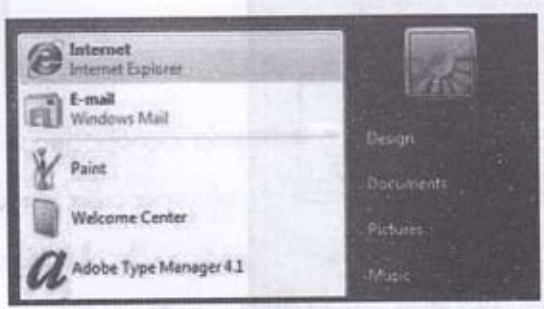 Internet
Internet Explorer
E-mail
Windows Mail
Paint
Welcome Center
Adobe Type Manager 4.1
Design
Documents
Pictures
Music